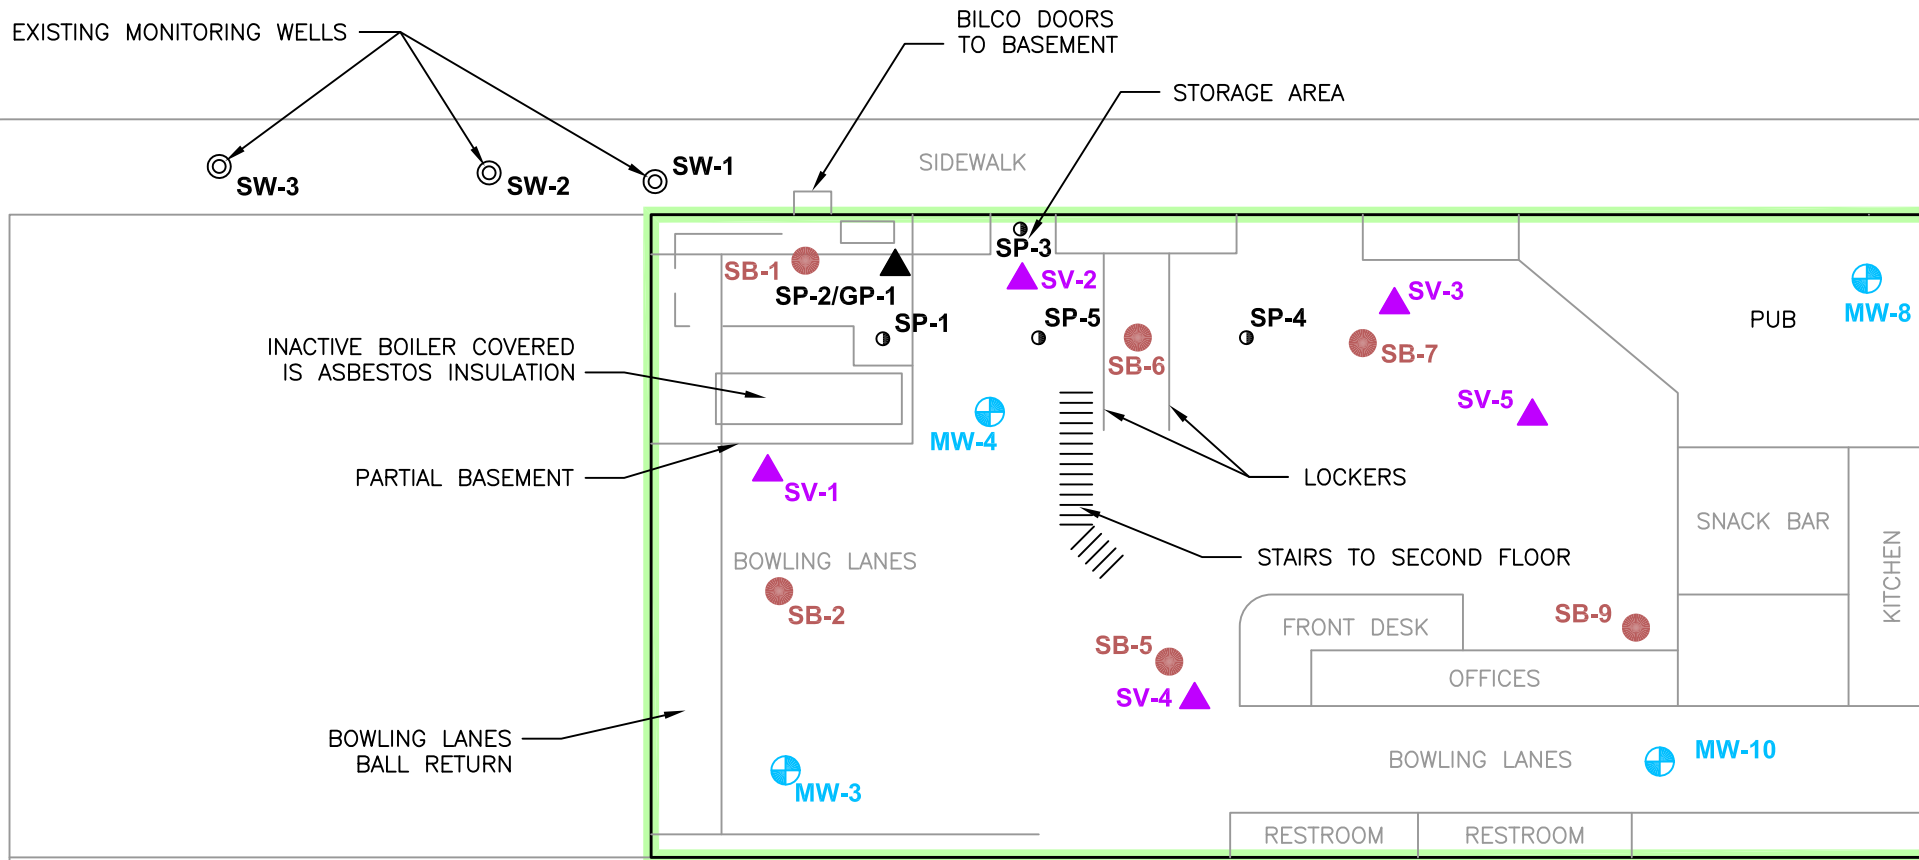 BILCO DOORS
TO BASEMENT
EXISTING MONITORING WELLS
STORAGE AREA
SIDEWALK
SW-3
SW-2
SW-1
SP-3
SB-1
SV-2
SP-2/GP-1
SV-3
MW-8
SP-1
SP-5
SP-4
PUB
INACTIVE BOILER COVERED
IS ASBESTOS INSULATION
SB-6
SB-7
SV-5
MW-4
PARTIAL BASEMENT
SV-1
LOCKERS
SNACK BAR
BOWLING LANES
STAIRS TO SECOND FLOOR
KITCHEN
SB-2
FRONT DESK
SB-9
SB-5
OFFICES
SV-4
BOWLING LANES
BALL RETURN
BOWLING LANES
MW-10
MW-3
RESTROOM
RESTROOM